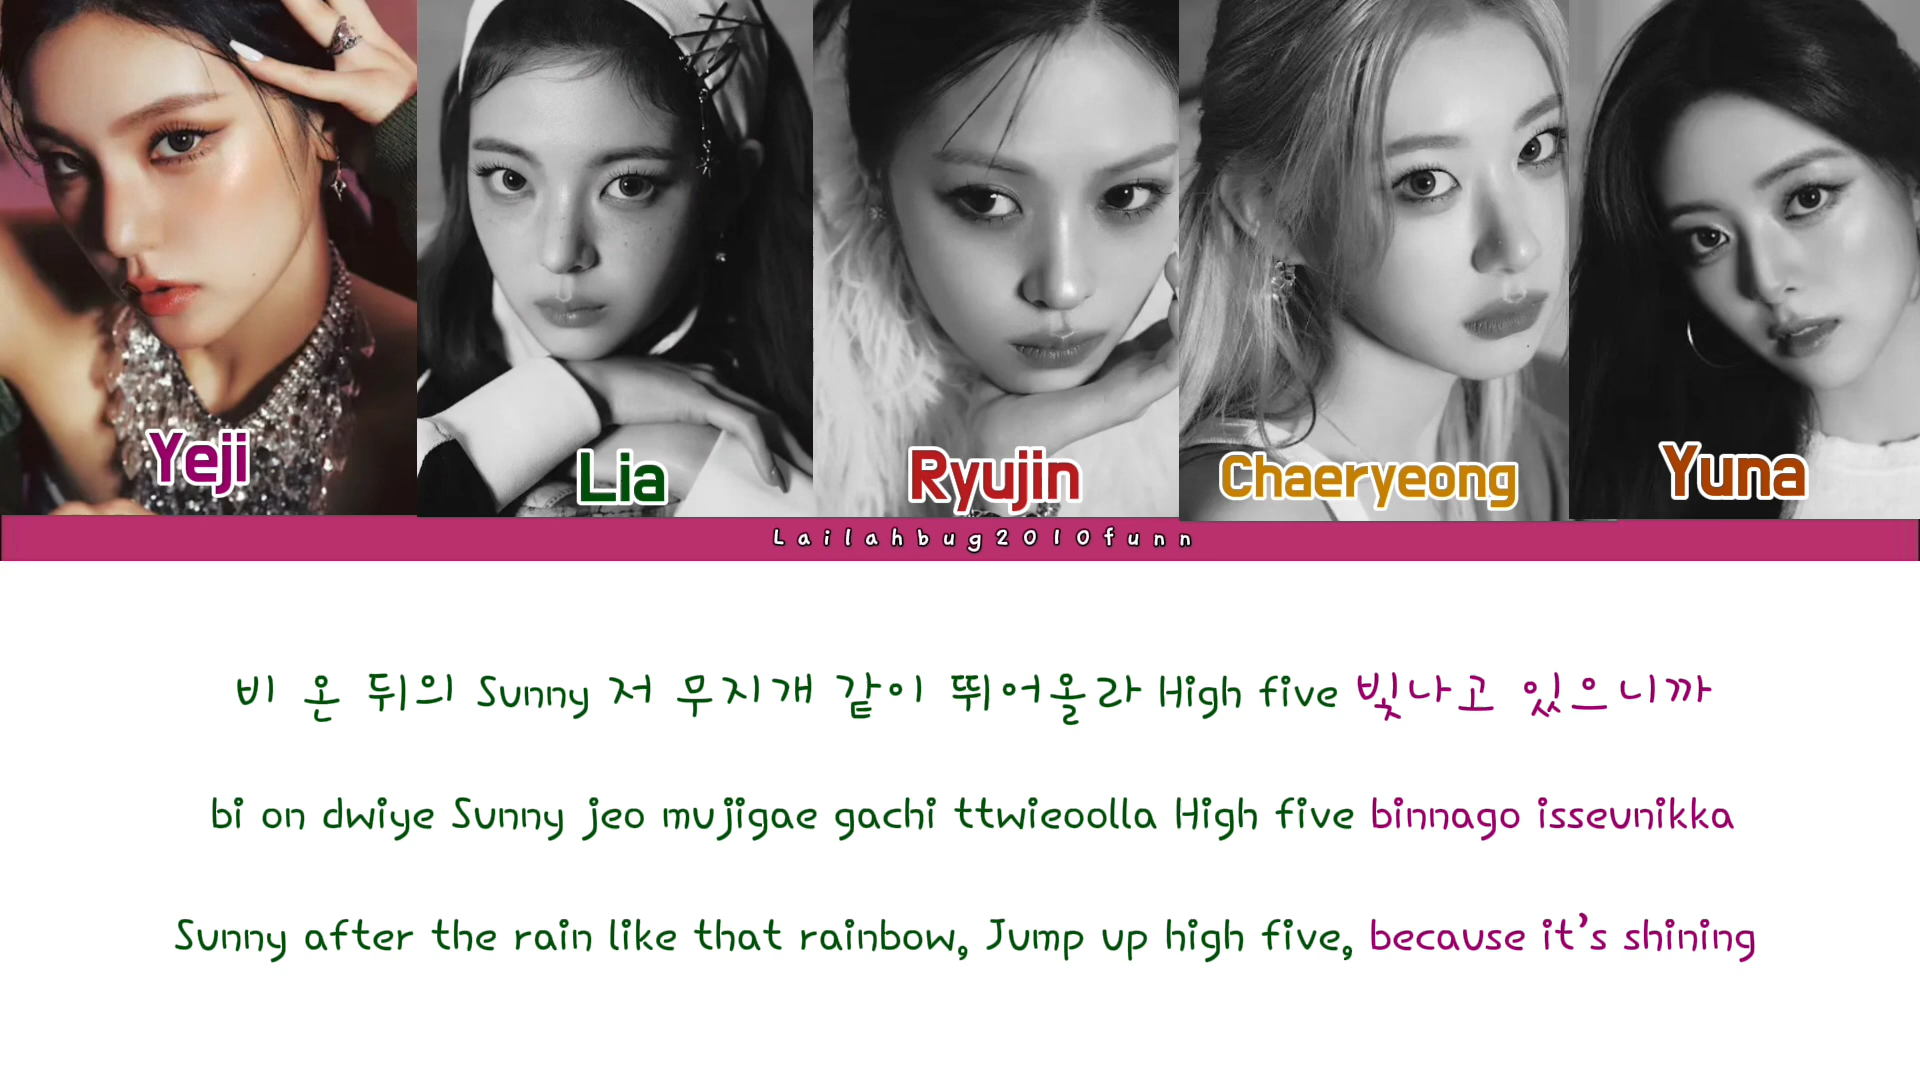 Yeji
Lia
Ryujin
Chaeryeong
Yuna
Lailahbug2010funn
비 온 뒤의 Sunny 저 무지개 같이 뛰어올라 High five 빛나고 있으니까
bi on dwiye Sunny jeo mujigae gachi ttwieoolla High five binnago isseunikka
Sunny after the rain like that rainbow, Jump up high five, because it's shining